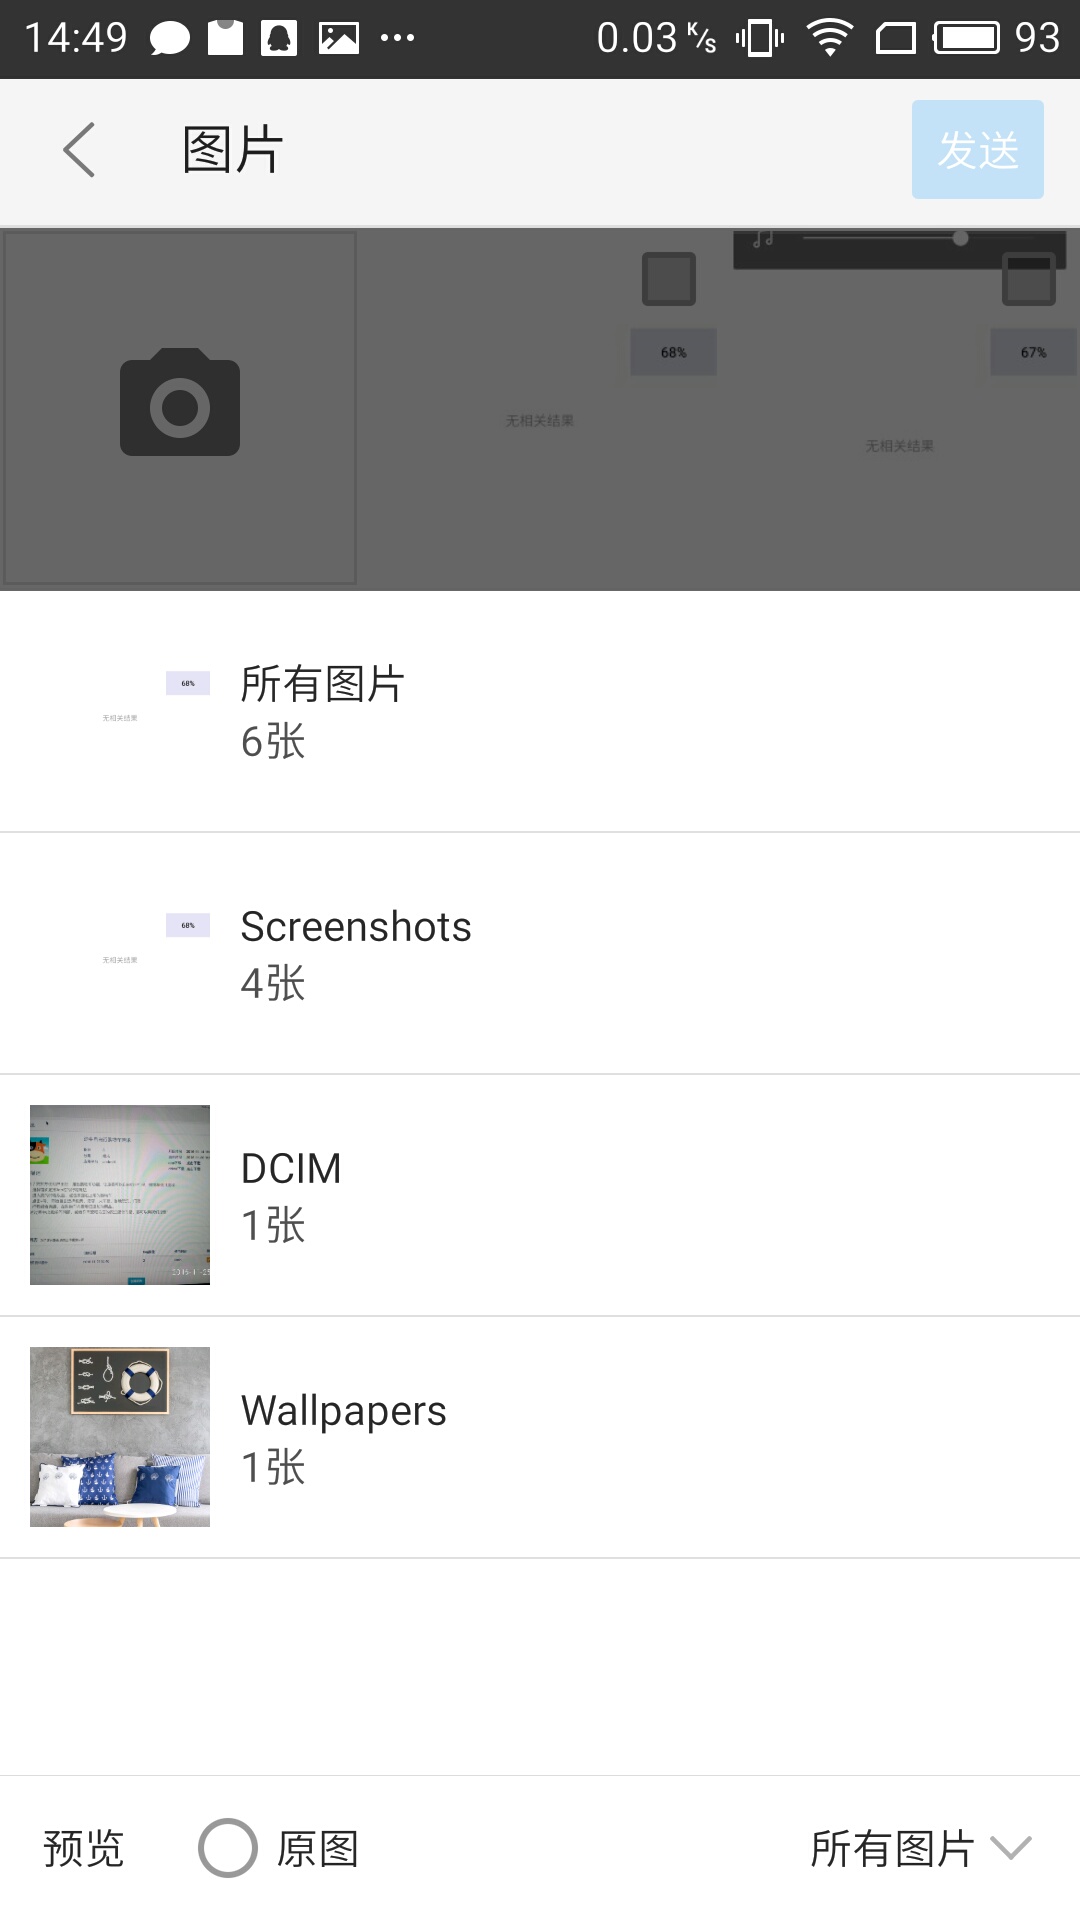 14:49
0.03 K/s
93
图片
发送
68%
67%
无相关结果
无相关结果
68%
无相关结果
所有图片
6张
68%
无相关结果
Screenshots
4张
DCIM
1张
Wallpapers
1张
预览
原图
所有图片